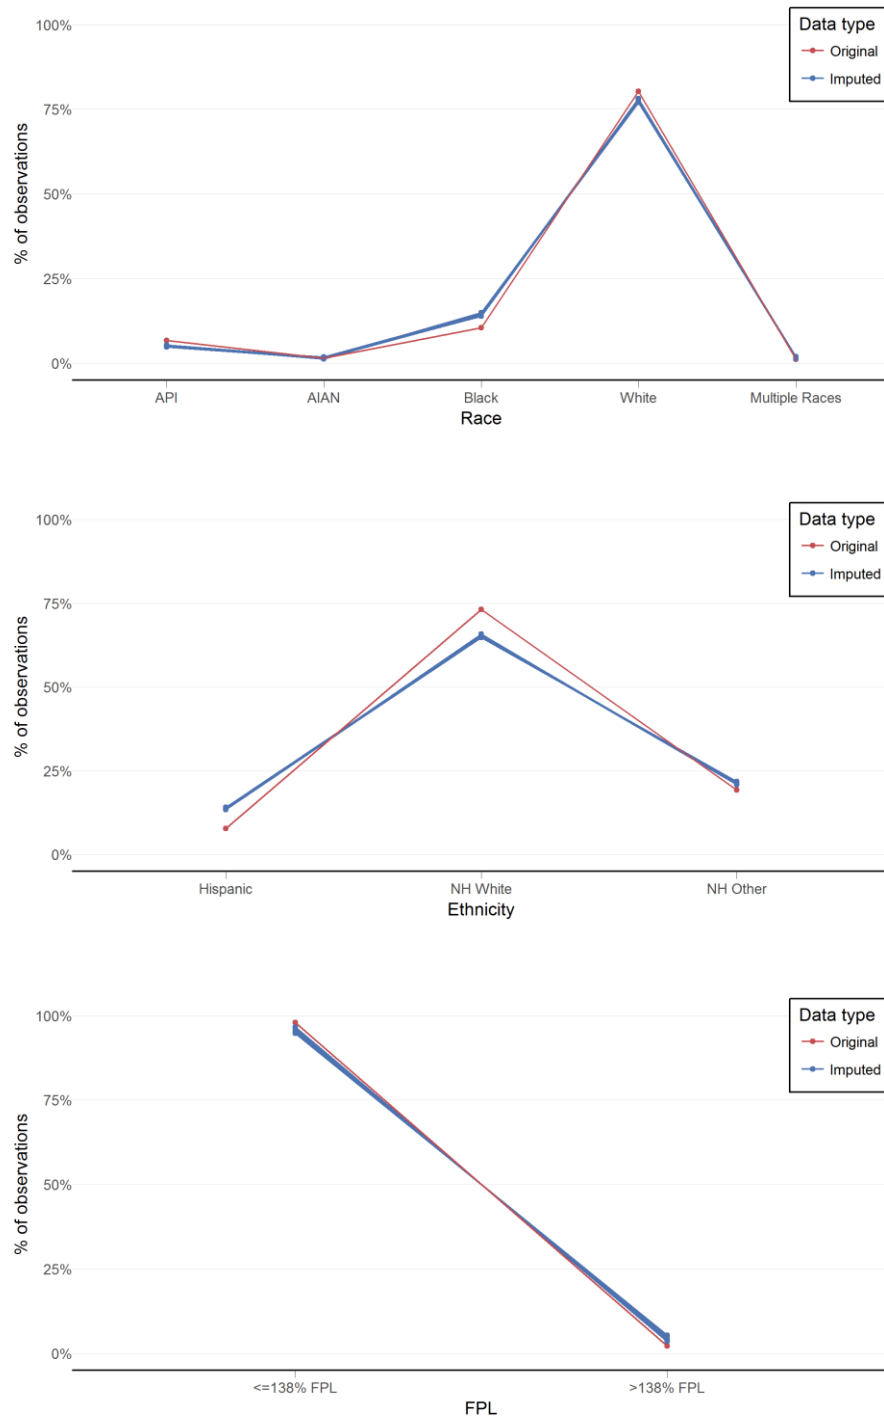 100%
75%
50%
25%
0%
% of observations
API AIAN Black White Multiple Races
Race
Data type
Original
Imputed
100%
75%
50%
25%
0%
% of observations
Hispanic NH White NH Other
Ethnicity
Data type
Original
Imputed
100%
75%
50%
25%
0%
% of observations
<=138% FPL >138% FPL
FPL
Data type
Original
Imputed